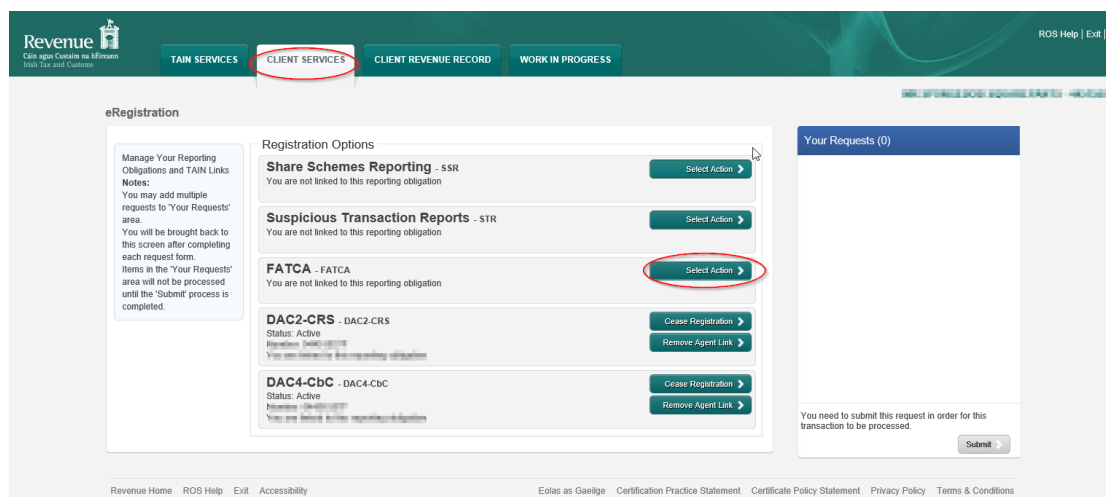 Revenue
Cáin agus Custaim na hÉireann
Irish Tax and Customs
TAIN SERVICES
CLIENT SERVICES
CLIENT REVENUE RECORD
WORK IN PROGRESS
ROS Help | Exit |
eRegistration
Manage Your Reporting
Obligations and TAIN Links
Notes:
You may add multiple
requests to 'Your Requests'
area.
You will be brought back to
this screen after completing
each request form.
Items in the 'Your Requests'
area will not be processed
until the 'Submit' process is
completed.
Registration Options
Share Schemes Reporting - SSR
You are not linked to this reporting obligation
Select Action
Suspicious Transaction Reports - STR
You are not linked to this reporting obligation
Select Action
FATCA - FATCA
You are not linked to this reporting obligation
Select Action
DAC2-CRS - DAC2-CRS
Status: Active
Cease Registration
Remove Agent Link
DAC4-CbC - DAC4-CbC
Status: Active
Cease Registration
Remove Agent Link
Your Requests (0)
You need to submit this request in order for this
transaction to be processed.
Submit
Revenue Home ROS Help Exit Accessibility
Eolas as Gaeilge Certification Practice Statement Certificate Policy Statement Privacy Policy Terms & Conditions